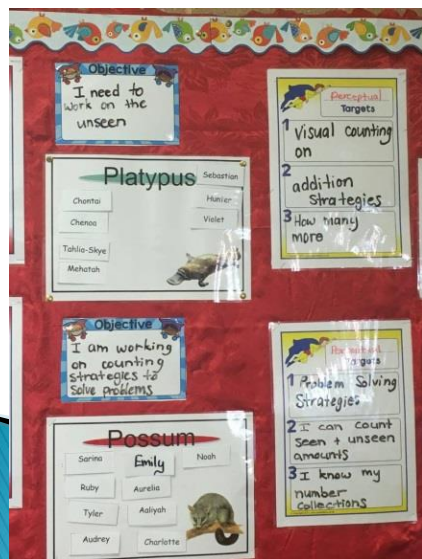 Objective
I need to
work on the
unseen
Perceptual
Targets
1 Visual counting
on
2
addition
strategies
3 How many
more
Platypus
Sebastian
Chontai
Hunter
Chenoa
Violet
Tahlia-Skye
Mehatah
Objective
I am working
on counting
strategies to
solve problems
Targets
1 Problem Solving
Strategies
2 I can count
seen + unseen
amounts
3 I know my
number
collections
Possum
Sarina
Emily
Noah
Ruby
Aurelia
Tyler
Aaliyah
Audrey
Charlotte